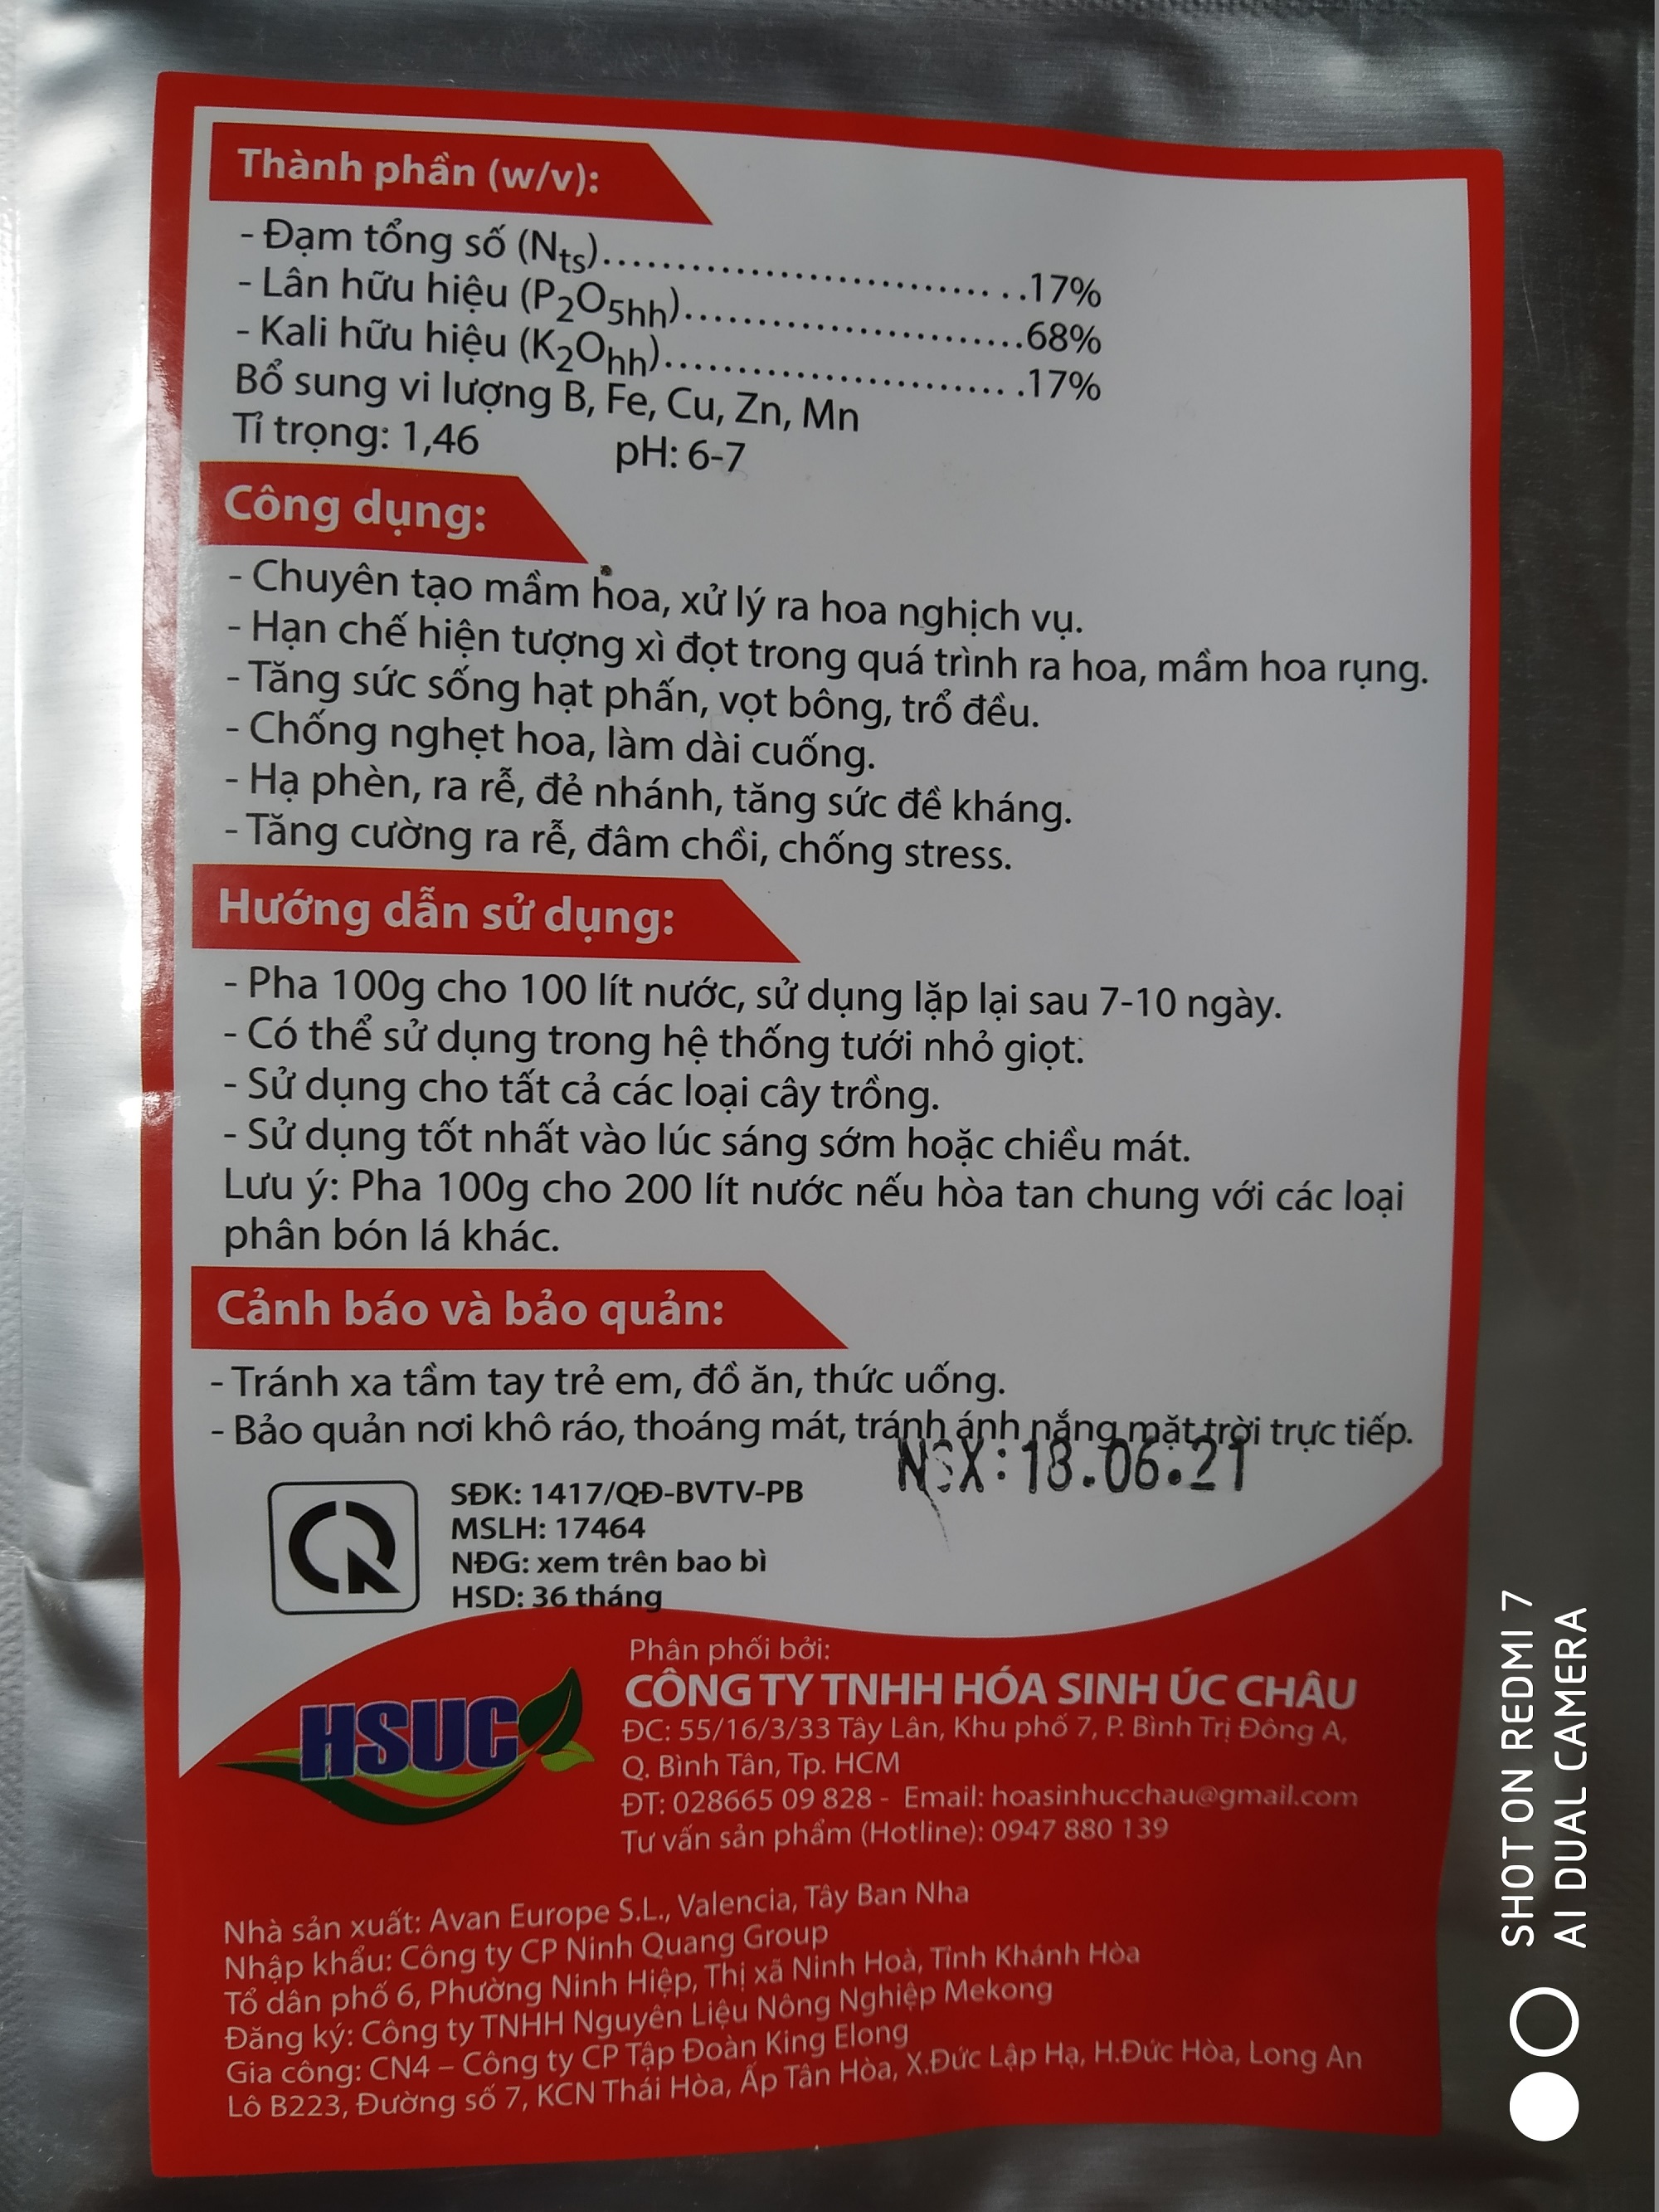 Thành phần (w/v):
- Đạm tổng số (Nts)..................................17%
- Lân hữu hiệu (P2O5hh)............................68%
- Kali hữu hiệu (K2Ohh).............................17%
Bổ sung vi lượng B, Fe, Cu, Zn, Mn
Tỉ trọng: 1,46 pH: 6-7
Công dụng:
- Chuyên tạo mầm hoa, xử lý ra hoa nghịch vụ.
- Hạn chế hiện tượng xì đọt trong quá trình ra hoa, mầm hoa rụng.
- Tăng sức sống hạt phấn, vọt bông, trổ đều.
- Chống nghẹt hoa, làm dài cuống.
- Hạ phèn, ra rễ, đẻ nhánh, tăng sức đề kháng.
- Tăng cường ra rễ, đâm chồi, chống stress.
Hướng dẫn sử dụng:
- Pha 100g cho 100 lít nước, sử dụng lặp lại sau 7-10 ngày.
- Có thể sử dụng trong hệ thống tưới nhỏ giọt.
- Sử dụng cho tất cả các loại cây trồng.
- Sử dụng tốt nhất vào lúc sáng sớm hoặc chiều mát.
Lưu ý: Pha 100g cho 200 lít nước nếu hòa tan chung với các loại
phân bón lá khác.
Cảnh báo và bảo quản:
- Tránh xa tầm tay trẻ em, đồ ăn, thức uống.
- Bảo quản nơi khô ráo, thoáng mát, tránh ánh nắng mặt trời trực tiếp.
NSX: 18.06.21
SĐK: 1417/QĐ-BVTV-PB
MSLH: 17464
NĐG: xem trên bao bì
HSD: 36 tháng
HSUC
Phân phối bởi:
CÔNG TY TNHH HÓA SINH ÚC CHÂU
ĐC: 55/16/3/33 Tây Lân, Khu phố 7, P. Bình Trị Đông A,
Q. Bình Tân, Tp. HCM
ĐT: 028665 09 828 - Email: hoasinhucchau@gmail.com
Tư vấn sản phẩm (Hotline): 0947 880 139
Nhà sản xuất: Avan Europe S.L., Valencia, Tây Ban Nha
Nhập khẩu: Công ty CP Ninh Quang Group
Tổ dân phố 6, Phường Ninh Hiệp, Thị xã Ninh Hoà, Tỉnh Khánh Hòa
Đăng ký: Công ty TNHH Nguyên Liệu Nông Nghiệp Mekong
Gia công: CN4 – Công ty CP Tập Đoàn King Elong
Lô B223, Đường số 7, KCN Thái Hòa, Ấp Tân Hòa, X.Đức Lập Hạ, H.Đức Hòa, Long An
SHOT ON REDMI 7
AI DUAL CAMERA